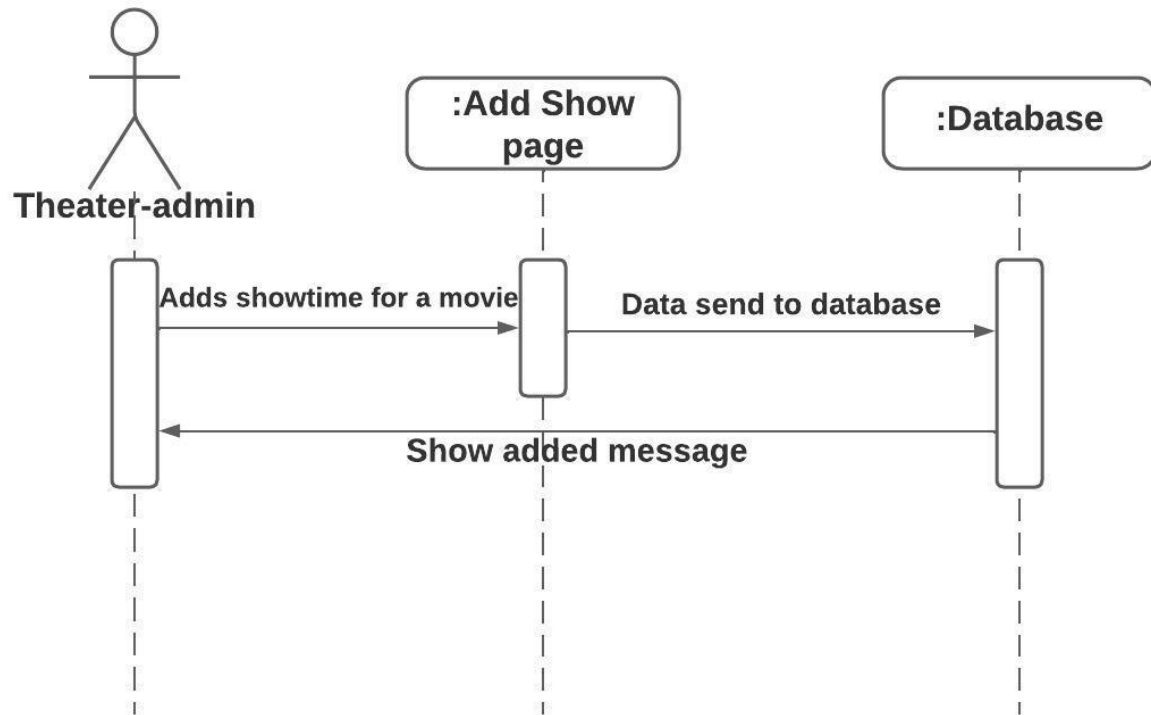 :Add Show
page
:Database
Theater-admin
Adds showtime for a movie
Data send to database
Show added message